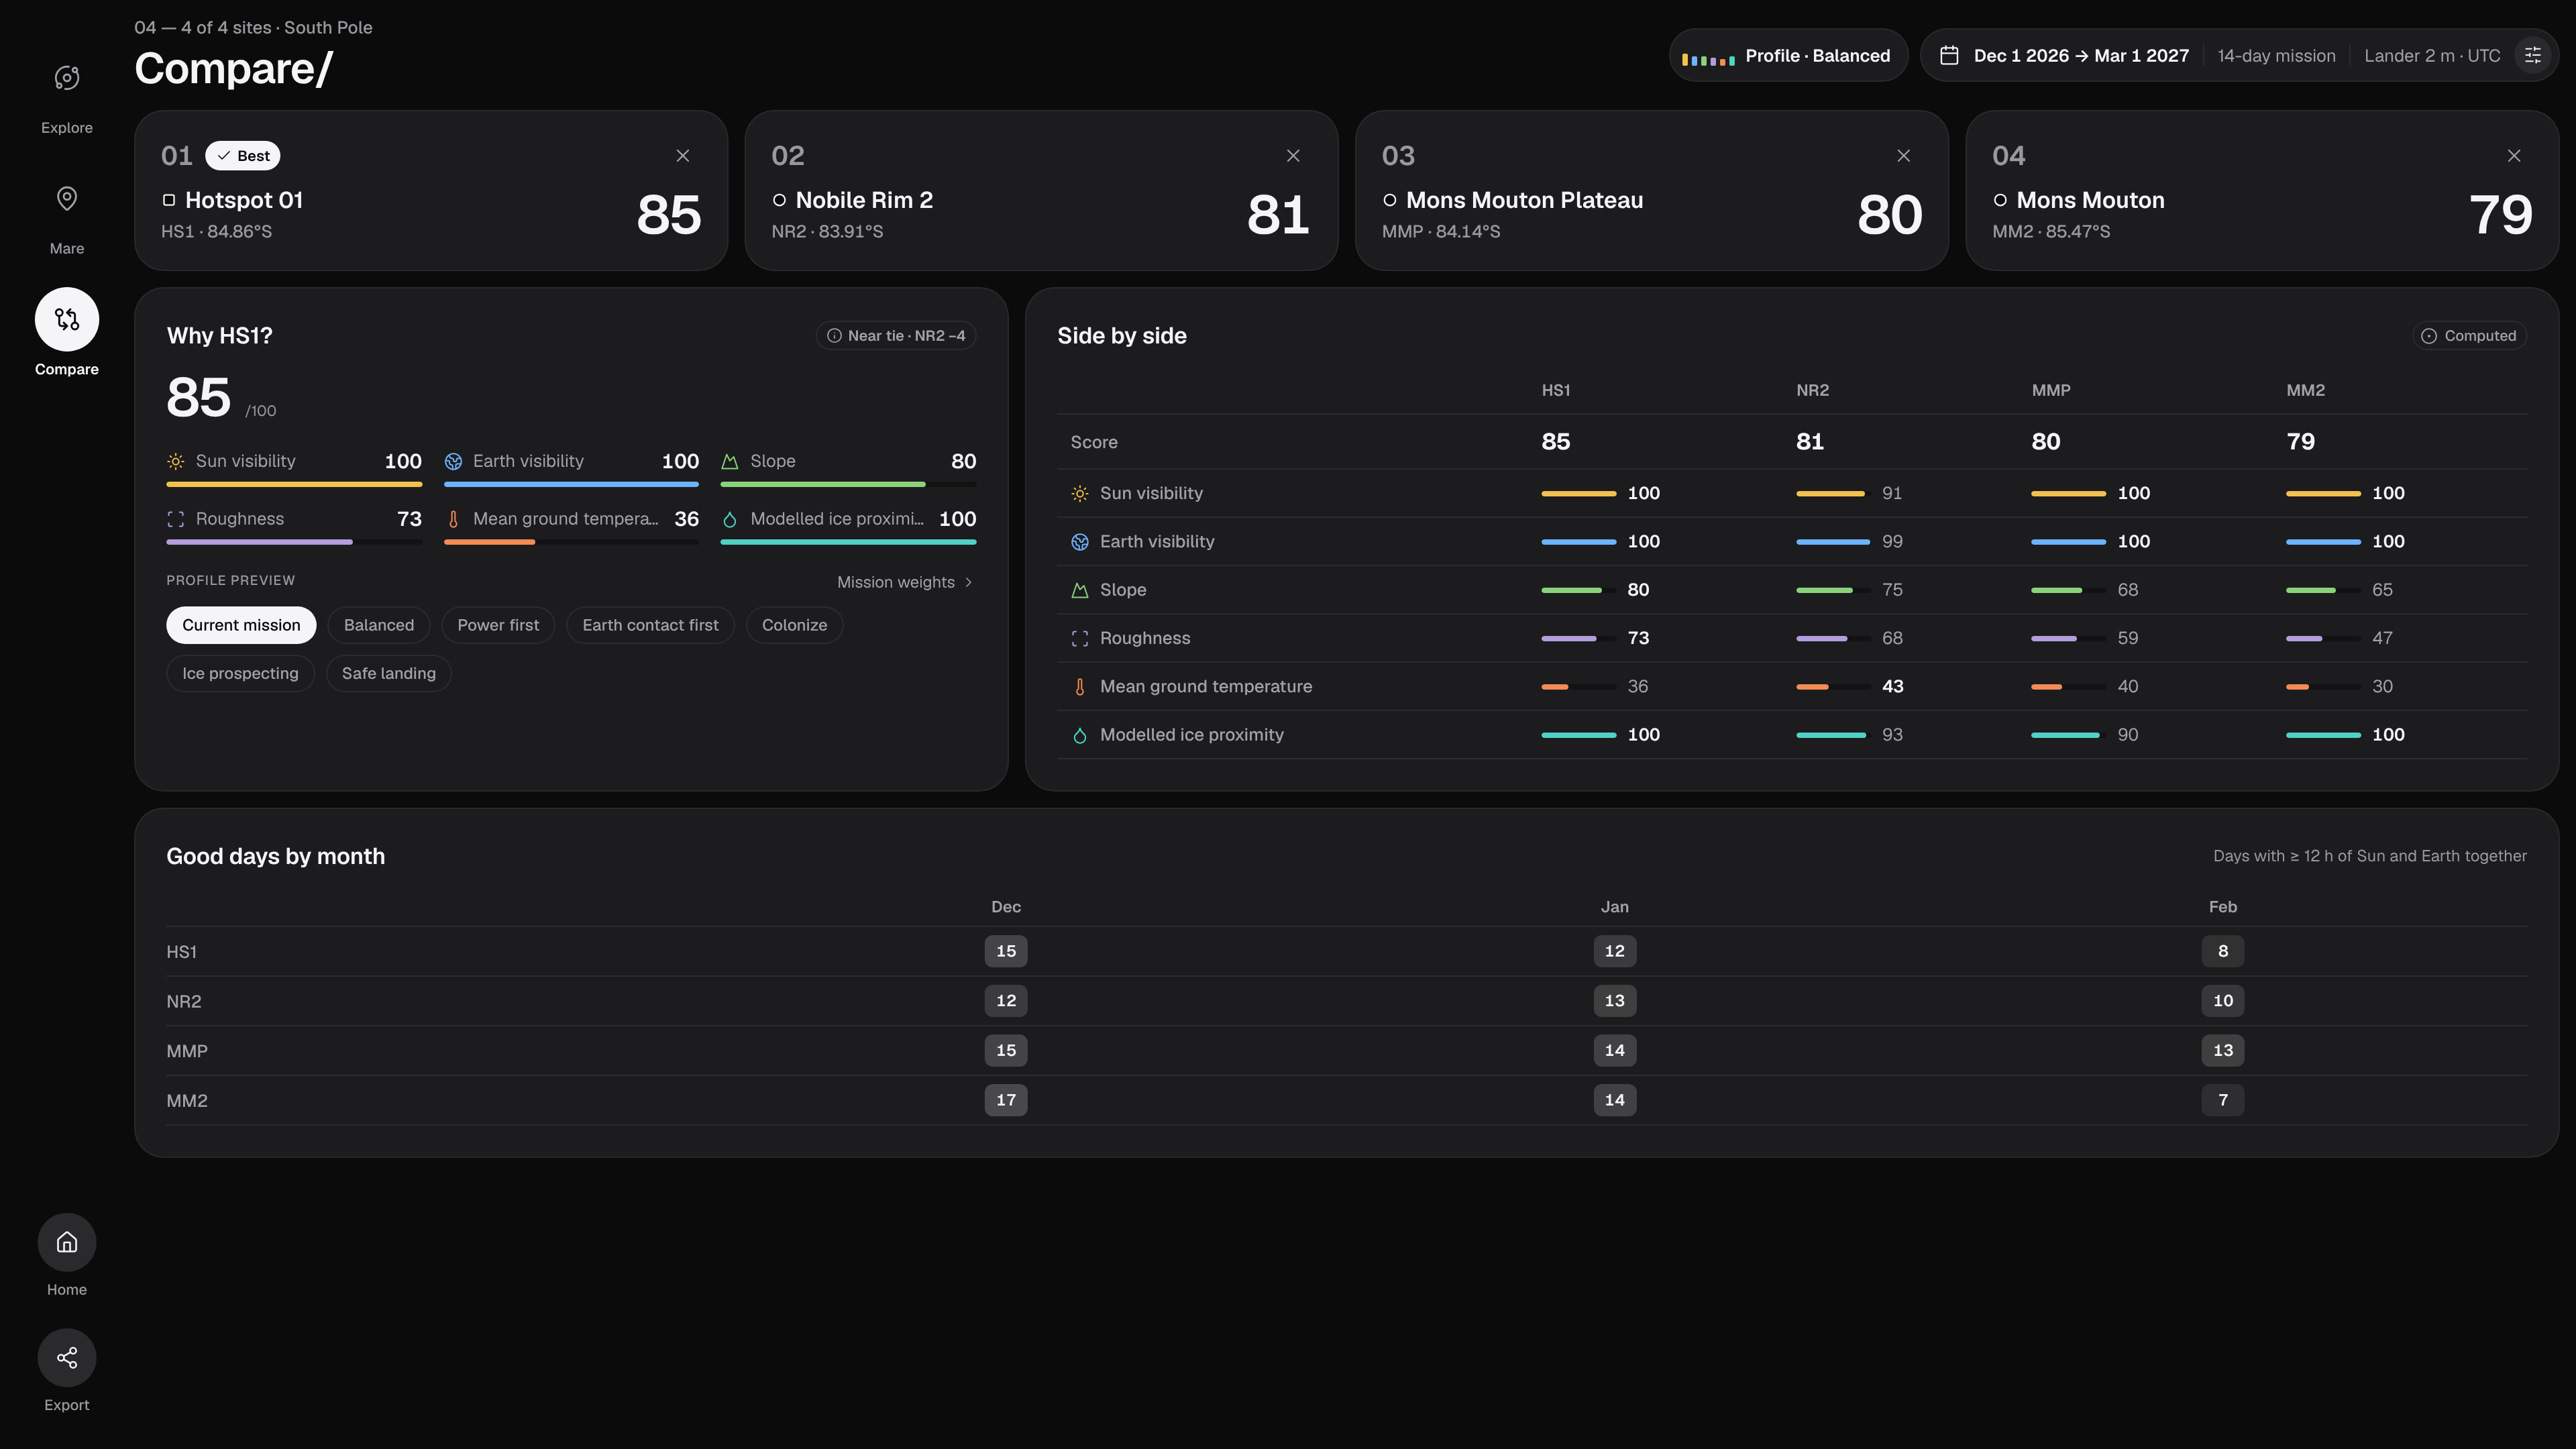 04 — 4 of 4 sites · South Pole
Compare/
Profile · Balanced
Dec 1 2026 → Mar 1 2027
14-day mission
Lander 2 m · UTC
Explore
Mare
Compare
Home
Export
01
Best
Hotspot 01
HS1 · 84.86°S
85
02
Nobile Rim 2
NR2 · 83.91°S
81
03
Mons Mouton Plateau
MMP · 84.14°S
80
04
Mons Mouton
MM2 · 85.47°S
79
Why HS1?
Near tie · NR2 −4
85 /100
Sun visibility 100
Earth visibility 100
Slope 80
Roughness 73
Mean ground tempera... 36
Modelled ice proximi... 100
PROFILE PREVIEW
Mission weights
Current mission
Balanced
Power first
Earth contact first
Colonize
Ice prospecting
Safe landing
Side by side
Computed
HS1 NR2 MMP MM2
Score 85 81 80 79
Sun visibility 100 91 100 100
Earth visibility 100 99 100 100
Slope 80 75 68 65
Roughness 73 68 59 47
Mean ground temperature 36 43 40 30
Modelled ice proximity 100 93 90 100
Good days by month
Days with ≥ 12 h of Sun and Earth together
Dec Jan Feb
HS1 15 12 8
NR2 12 13 10
MMP 15 14 13
MM2 17 14 7